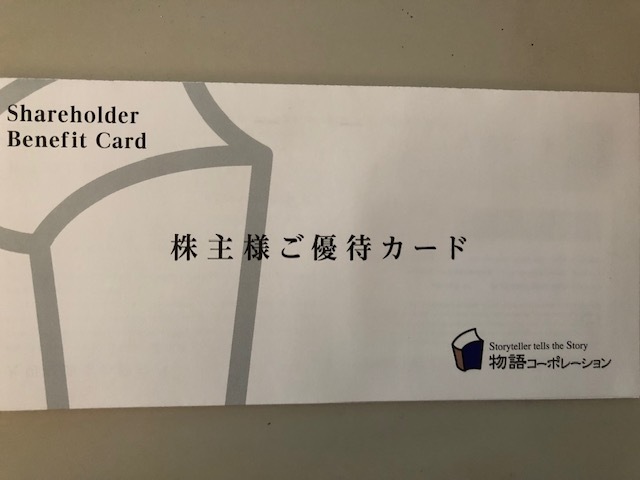 Shareholder
Benefit Card
株主様ご優待カード
Storyteller tells the Story
物語コーポレーション